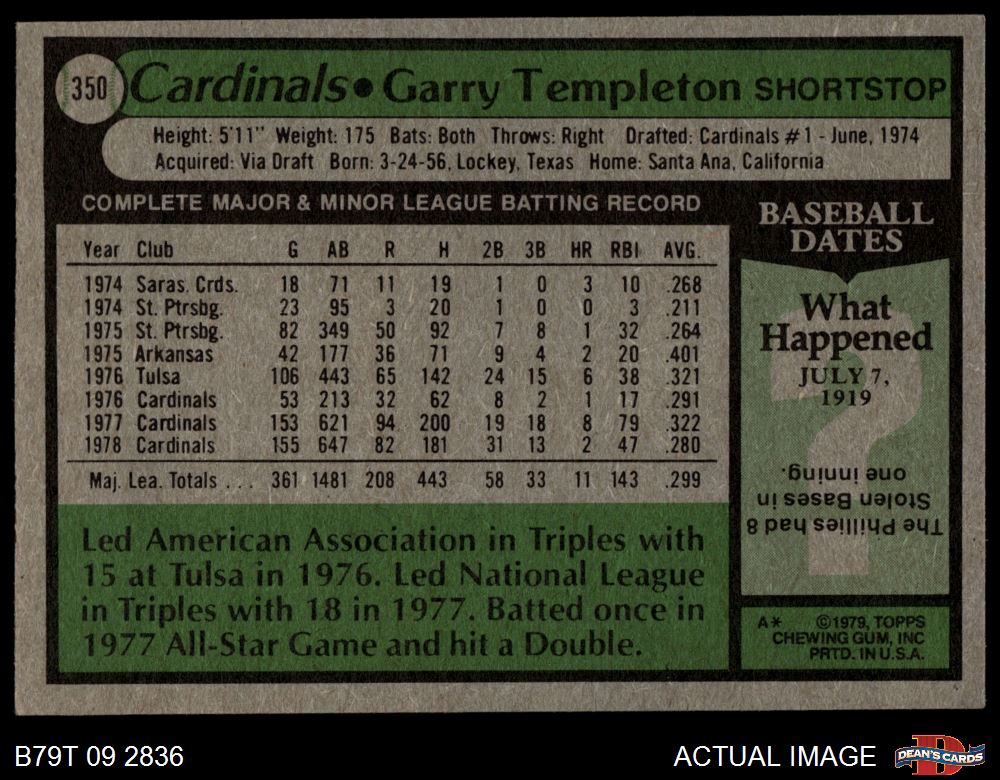 350 Cardinals • Garry Templeton SHORTSTOP
Height: 5'11" Weight: 175 Bats: Both Throws: Right Drafted: Cardinals #1 - June, 1974
Acquired: Via Draft Born: 3-24-56, Lockey, Texas Home: Santa Ana, California
COMPLETE MAJOR & MINOR LEAGUE BATTING RECORD
Year Club G AB R H 2B 3B HR RBI AVG.
1974 Saras. Crds. 18 71 11 19 1 0 3 10 .268
1974 St. Ptrsbg. 23 95 3 20 1 0 0 3 .211
1975 St. Ptrsbg. 82 349 50 92 7 8 1 32 .264
1975 Arkansas 42 177 36 71 9 4 2 20 .401
1976 Tulsa 106 443 65 142 24 15 6 38 .321
1976 Cardinals 53 213 32 62 8 2 1 17 .291
1977 Cardinals 153 621 94 200 19 18 8 79 .322
1978 Cardinals 155 647 82 181 31 13 2 47 .280
Maj. Lea. Totals . . . 361 1481 208 443 58 33 11 143 .299
Led American Association in Triples with
15 at Tulsa in 1976. Led National League
in Triples with 18 in 1977. Batted once in
1977 All-Star Game and hit a Double.
BASEBALL
DATES
What
Happened
JULY 7,
1919
The Phillies had 8
Stolen Bases in
one inning.
A* ©1979, TOPPS
CHEWING GUM, INC
PRTD. IN U.S.A.
B79T 09 2836
ACTUAL IMAGE
D
DEAN'S CARDS